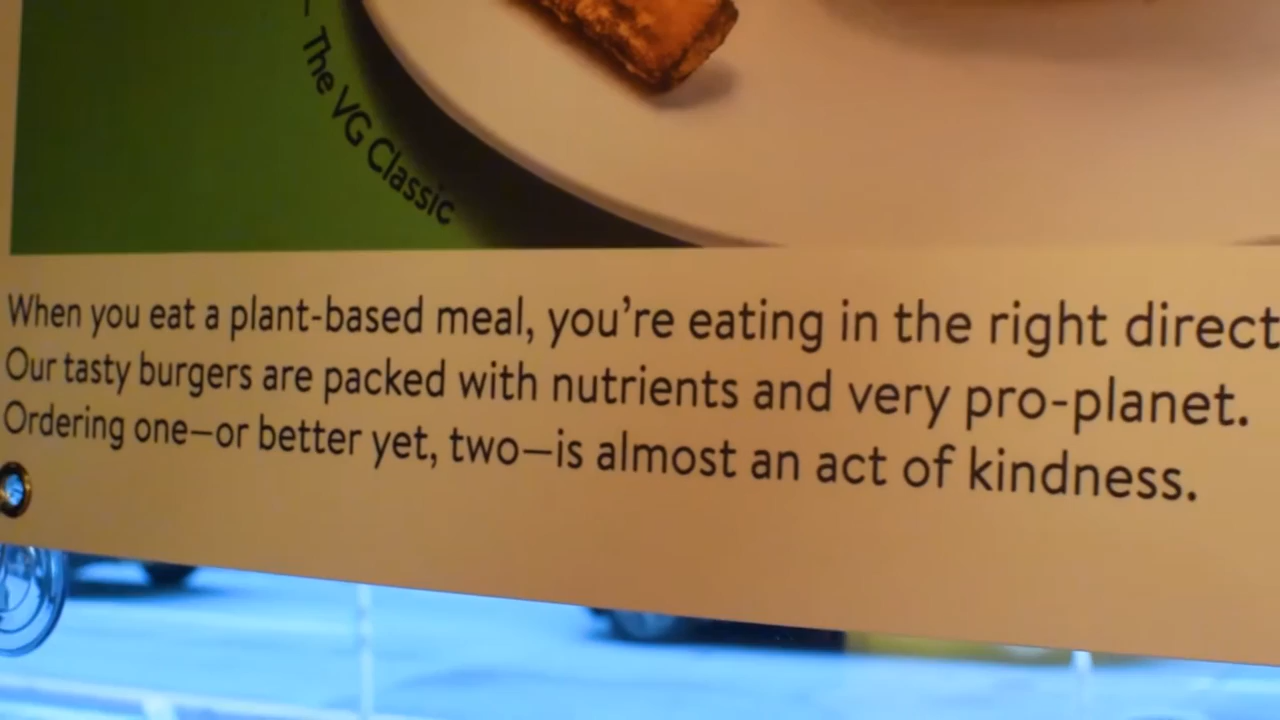 The VG Classic
When you eat a plant-based meal, you're eating in the right direct
Our tasty burgers are packed with nutrients and very pro-planet.
Ordering one—or better yet, two—is almost an act of kindness.